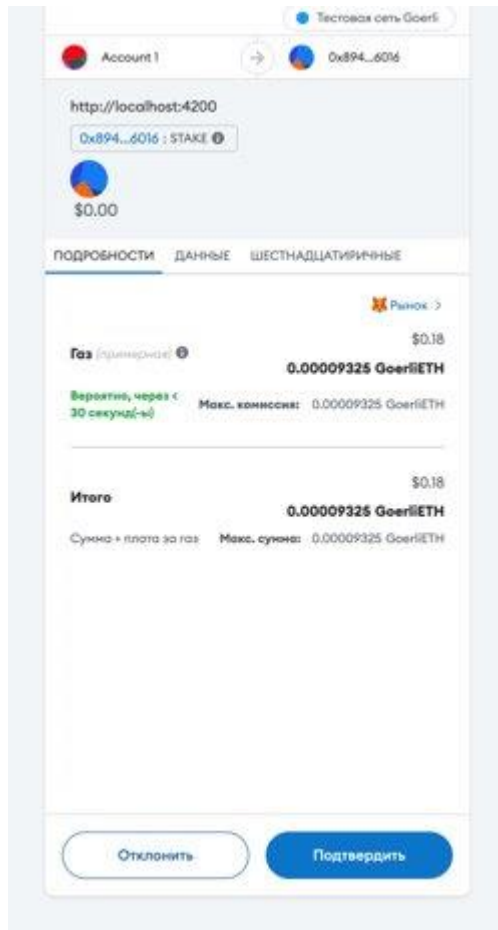 Тестовая сеть Goerli
Account 1
0x894...6016
http://localhost:4200
0x894...6016 : STAKE
$0.00
ПОДРОБНОСТИ ДАННЫЕ ШЕСТНАДЦАТИРИЧНЫЕ
Рынок >
$0.18
Газ (примерное)
0.00009325 GoerliETH
Вероятно, через < 30 секунд(-ы)
Макс. комиссия: 0.00009325 GoerliETH
$0.18
Итого
0.00009325 GoerliETH
Сумма + плата за газ Макс. сумма: 0.00009325 GoerliETH
Отклонить
Подтвердить